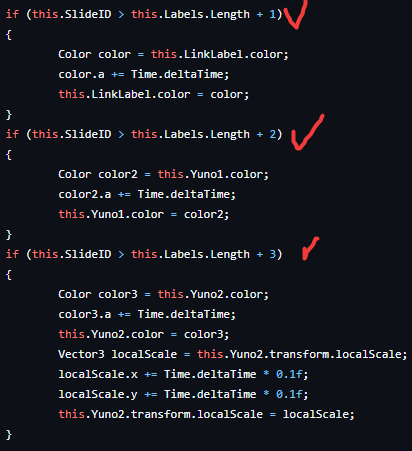 if (this.SlideID > this.Labels.Length + 1)
{
Color color = this.LinkLabel.color;
color.a += Time.deltaTime;
this.LinkLabel.color = color;
}
if (this.SlideID > this.Labels.Length + 2)
{
Color color2 = this.Yuno1.color;
color2.a += Time.deltaTime;
this.Yuno1.color = color2;
}
if (this.SlideID > this.Labels.Length + 3)
{
Color color3 = this.Yuno2.color;
color3.a += Time.deltaTime;
this.Yuno2.color = color3;
Vector3 localScale = this.Yuno2.transform.localScale;
localScale.x += Time.deltaTime * 0.1f;
localScale.y += Time.deltaTime * 0.1f;
this.Yuno2.transform.localScale = localScale;
}